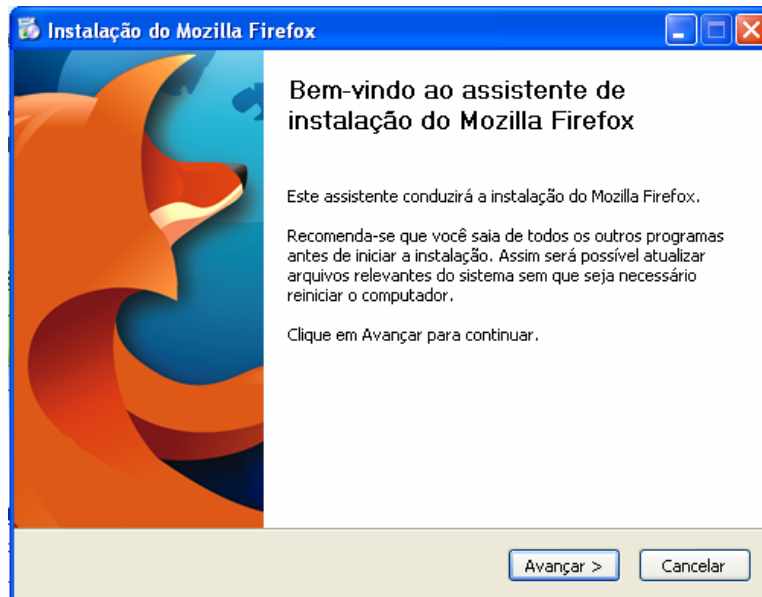 Instalação do Mozilla Firefox
Bem-vindo ao assistente de
instalação do Mozilla Firefox
Este assistente conduzirá a instalação do Mozilla Firefox.
Recomenda-se que você saia de todos os outros programas
antes de iniciar a instalação. Assim será possível atualizar
arquivos relevantes do sistema sem que seja necessário
reiniciar o computador.
Clique em Avançar para continuar.
Avançar > Cancelar